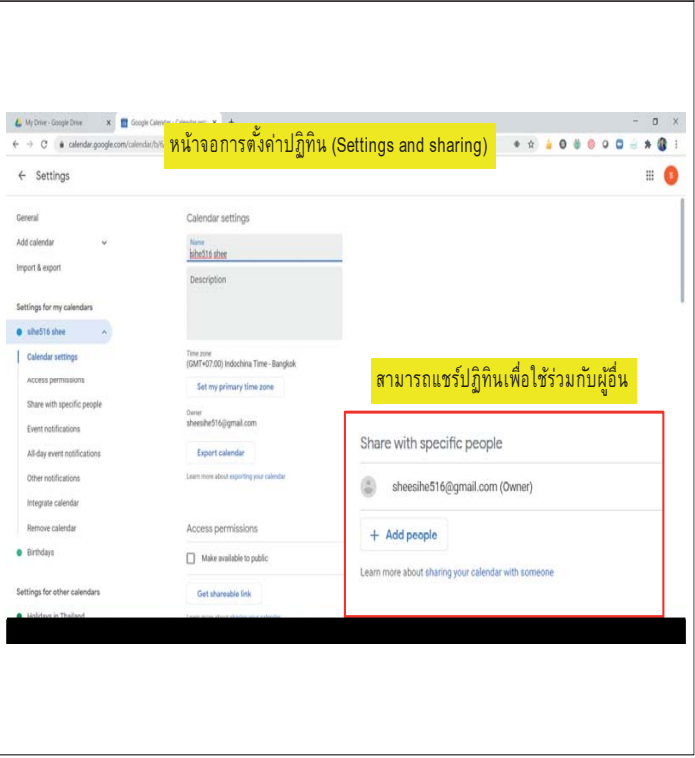 My Drive - Google Drive
Google Calendar - Calendar
calendar.google.com/calendar/b/
หน้าจอการตั้งค่าปฏิทิน (Settings and sharing)
Settings
S
General
Add calendar
Import & export
Settings for my calendars
sihe516 shee
Calendar settings
Access permissions
Share with specific people
Event notifications
All-day event notifications
Other notifications
Integrate calendar
Remove calendar
Birthdays
Settings for other calendars
Holidays in Thailand
Calendar settings
Name
sihe516 shee
Description
Time zone
(GMT+07:00) Indochina Time - Bangkok
Set my primary time zone
Owner
sheesihe516@gmail.com
Export calendar
Learn more about exporting your calendar
Access permissions
Make available to public
Get shareable link
Learn more about sharing your calendar
สามารถแชร์ปฏิทินเพื่อใช้ร่วมกับผู้อื่น
Share with specific people
sheesihe516@gmail.com (Owner)
+ Add people
Learn more about sharing your calendar with someone